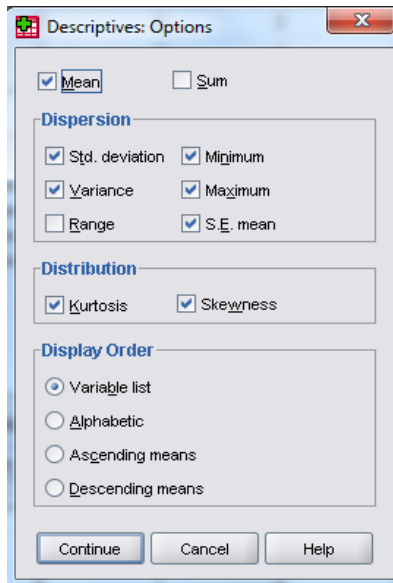 Descriptives: Options
Mean Sum
Dispersion
Std. deviation Minimum
Variance Maximum
Range S.E. mean
Distribution
Kurtosis Skewness
Display Order
Variable list
Alphabetic
Ascending means
Descending means
Continue Cancel Help